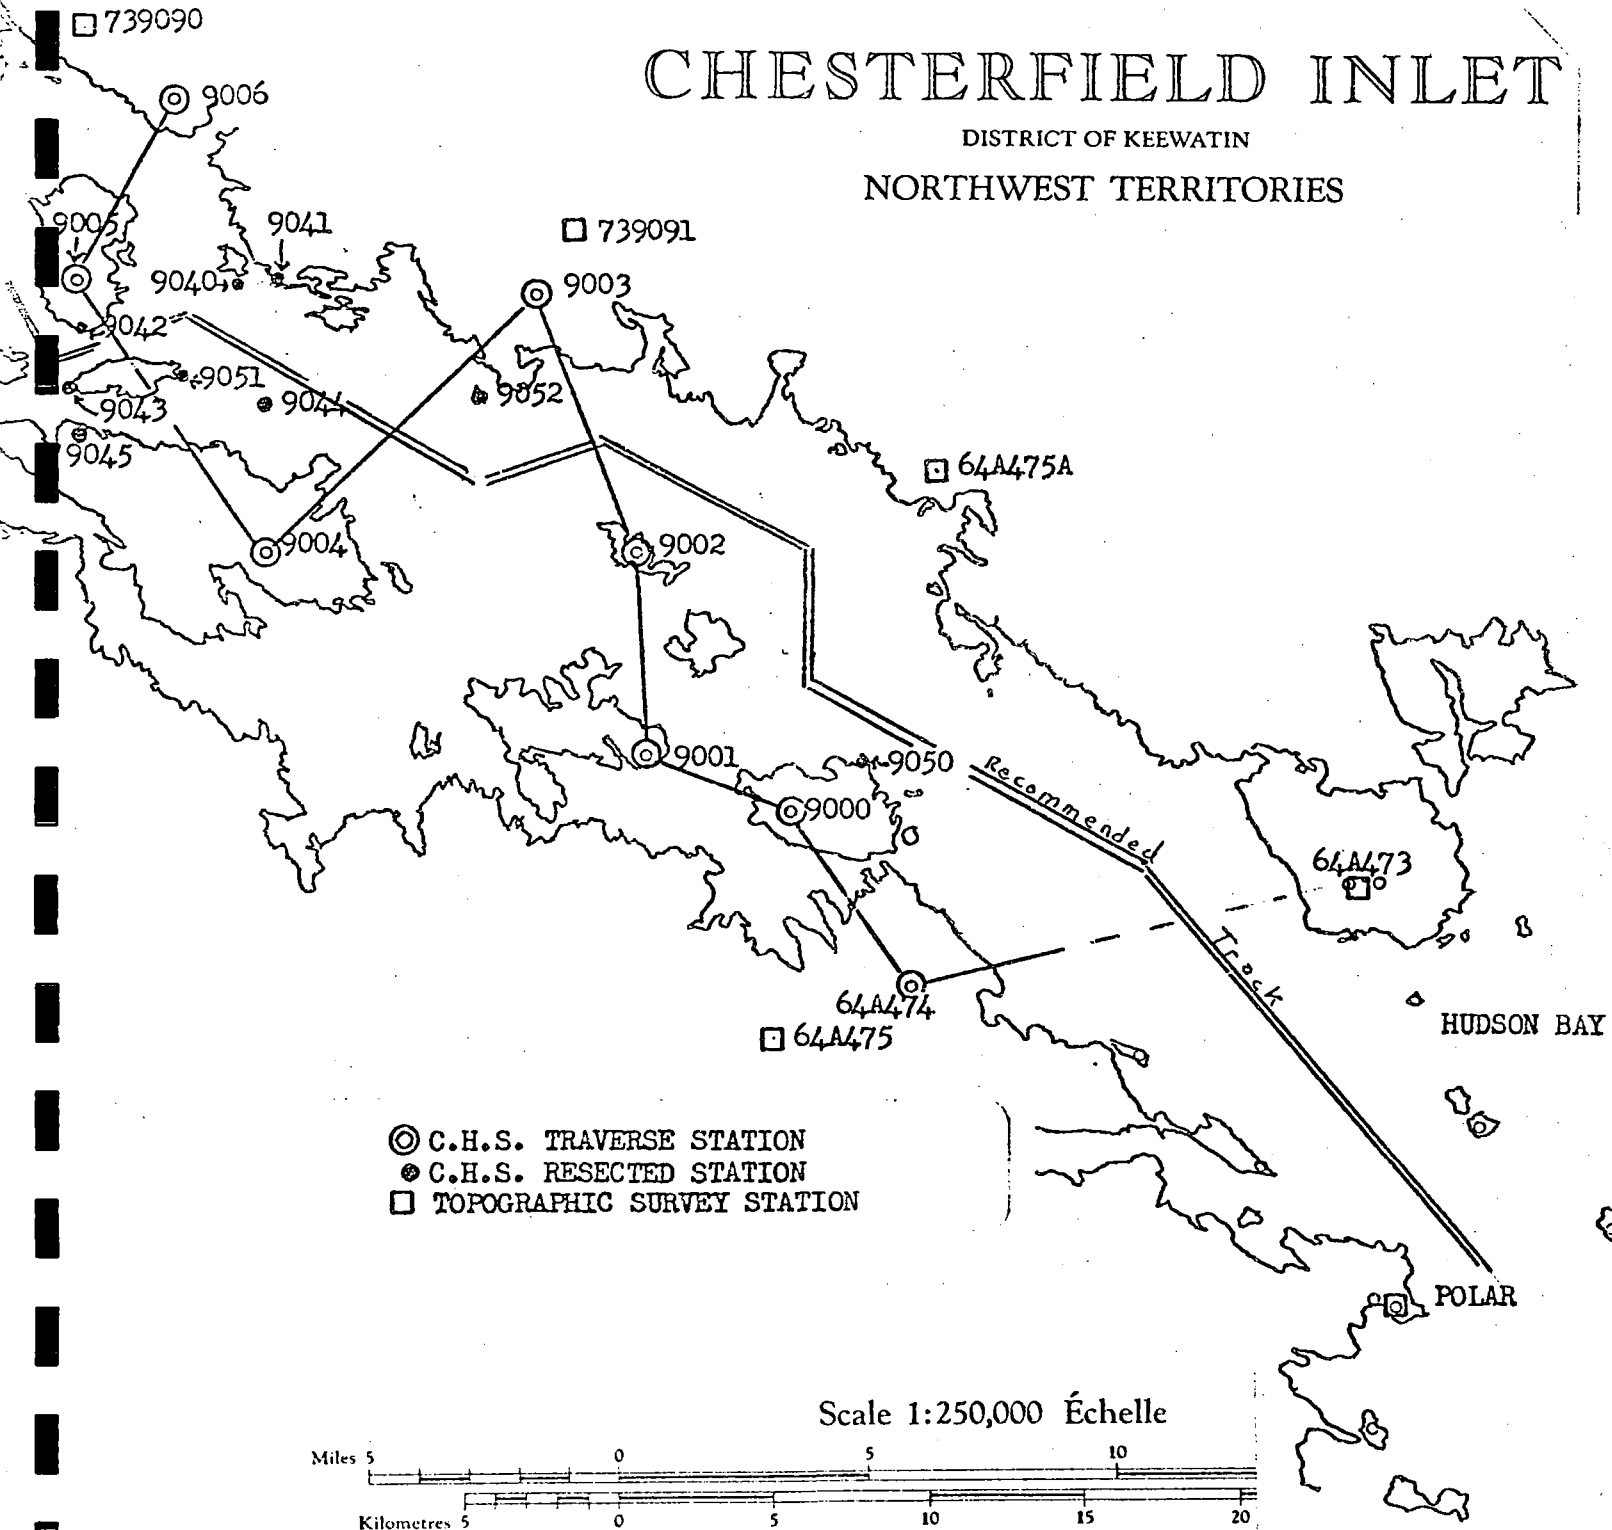 739090
CHESTERFIELD INLET
DISTRICT OF KEEWATIN
NORTHWEST TERRITORIES
9006
9005
9041
739091
9040
9003
9042
9051
9043
9044
9052
9045
64A475A
9004
9002
9001
9050
Recommended
9000
64A473
Track
64A474
HUDSON BAY
64A475
C.H.S. TRAVERSE STATION
C.H.S. RESECTED STATION
TOPOGRAPHIC SURVEY STATION
POLAR
Scale 1:250,000 Échelle
Miles 5 0 5 10
Kilometres 5 0 5 10 15 20